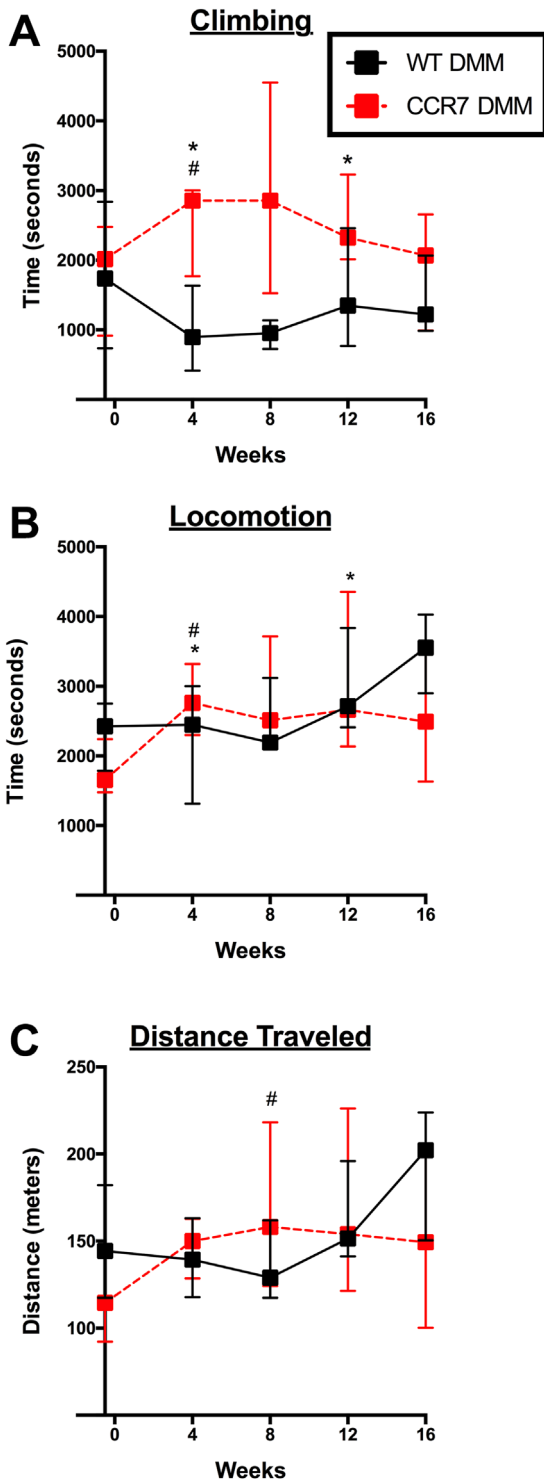 A
Climbing
WT DMM
CCR7 DMM
5000
4000
3000
2000
1000
*
#
*
Time (seconds)
0 4 8 12 16
Weeks
B
Locomotion
5000
4000
3000
2000
1000
#
*
*
Time (seconds)
0 4 8 12 16
Weeks
C
Distance Traveled
250
200
150
100
#
Distance (meters)
0 4 8 12 16
Weeks